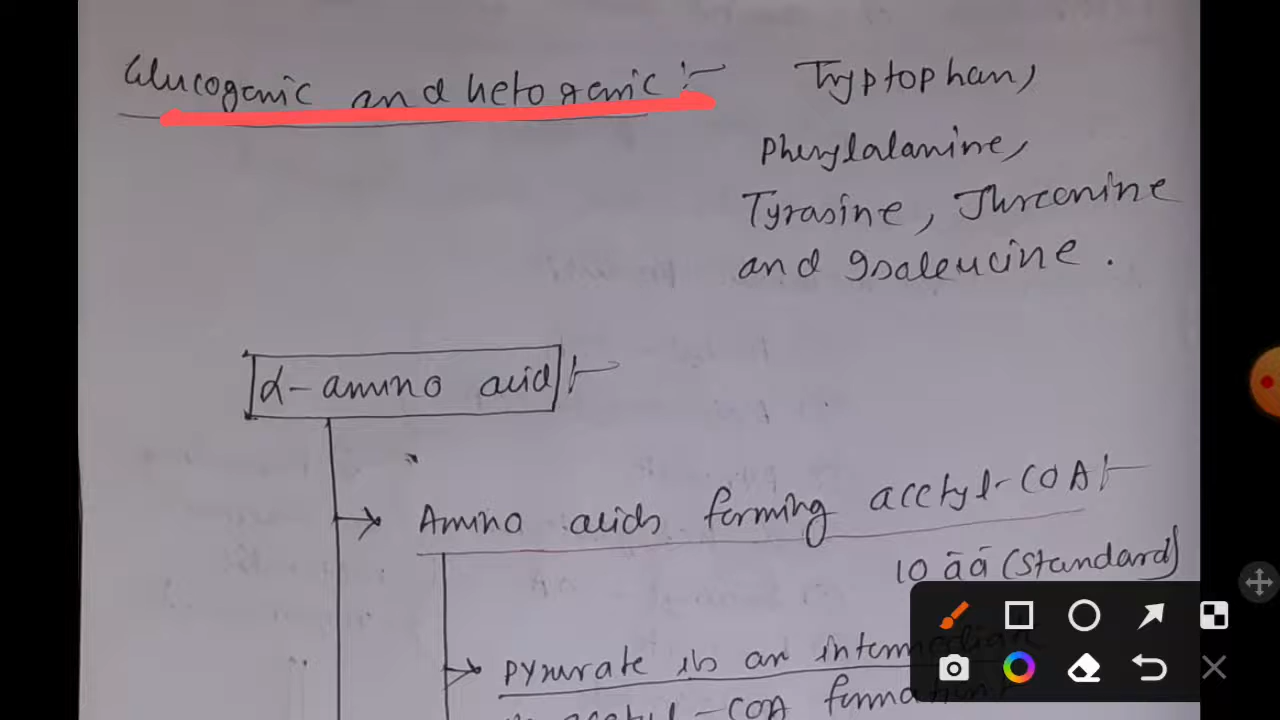 Glucogenic and ketogenic :- Tryptophan,
Phenylalanine,
Tyrasine, Threonine
and Isoleucine.
α-amino acid :-
→ Amino acids forming acetyl-COA :-
10 āā (Standard)
→ pyruvate is an intermediate
acetyl-COA formation